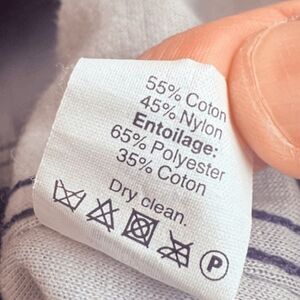 55% Coton
45% Nylon
Entoilage:
65% Polyester
35% Coton
Dry clean.
P